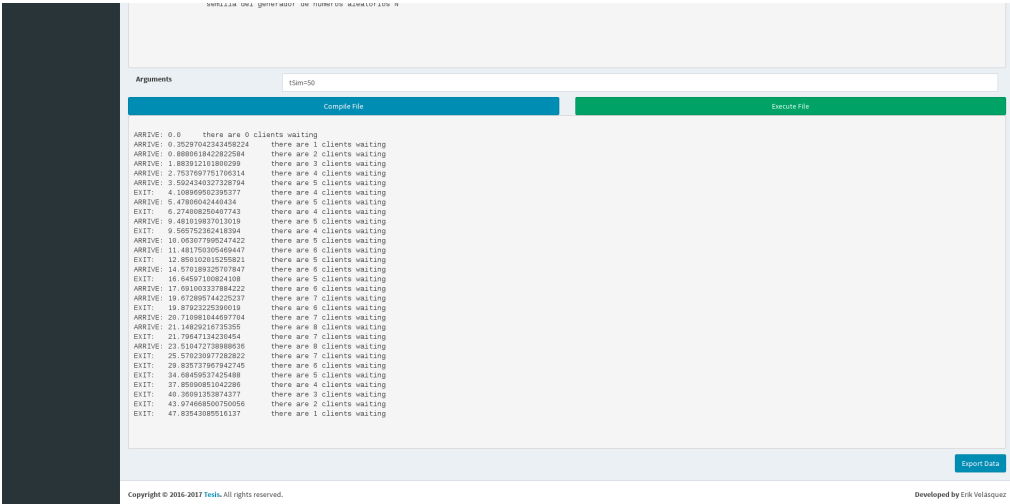 semilla del generador de numeros aleatorios N
Arguments
tSim=50
Compile File
Execute File
ARRIVE: 0.0 there are 0 clients waiting
ARRIVE: 0.35297042343458224 there are 1 clients waiting
ARRIVE: 0.8880618422822584 there are 2 clients waiting
ARRIVE: 1.883912101800299 there are 3 clients waiting
ARRIVE: 2.7537697751706314 there are 4 clients waiting
ARRIVE: 3.5924340327328794 there are 5 clients waiting
EXIT: 4.108969502395377 there are 4 clients waiting
ARRIVE: 5.47806042440434 there are 5 clients waiting
EXIT: 6.274008250407743 there are 4 clients waiting
ARRIVE: 9.481019837013019 there are 5 clients waiting
EXIT: 9.565752362418394 there are 4 clients waiting
ARRIVE: 10.063077995247422 there are 5 clients waiting
ARRIVE: 11.481750305469447 there are 6 clients waiting
EXIT: 12.850102015255821 there are 5 clients waiting
ARRIVE: 14.570189325707847 there are 6 clients waiting
EXIT: 16.64597100824108 there are 5 clients waiting
ARRIVE: 17.691003337884222 there are 6 clients waiting
ARRIVE: 19.672895744225237 there are 7 clients waiting
EXIT: 19.87923225390019 there are 6 clients waiting
ARRIVE: 20.710981044697704 there are 7 clients waiting
ARRIVE: 21.14829216735355 there are 8 clients waiting
EXIT: 21.79647134230454 there are 7 clients waiting
ARRIVE: 23.510472738988636 there are 8 clients waiting
EXIT: 25.570230977282822 there are 7 clients waiting
EXIT: 29.835737967942745 there are 6 clients waiting
EXIT: 34.68459537425488 there are 5 clients waiting
EXIT: 37.85090851042286 there are 4 clients waiting
EXIT: 40.36091353874377 there are 3 clients waiting
EXIT: 43.974668500750056 there are 2 clients waiting
EXIT: 47.83543085516137 there are 1 clients waiting
Export Data
Copyright © 2016-2017 Tesis. All rights reserved.
Developed by Erik Velásquez